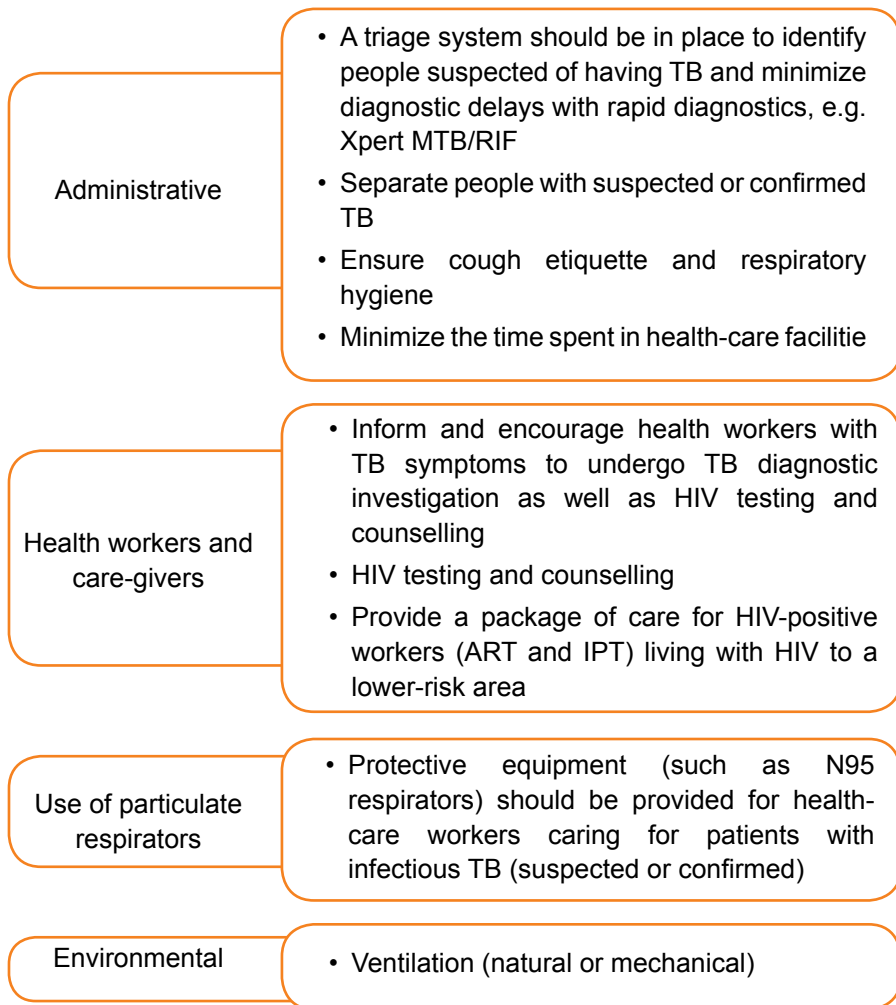 Administrative
• A triage system should be in place to identify
people suspected of having TB and minimize
diagnostic delays with rapid diagnostics, e.g.
Xpert MTB/RIF
• Separate people with suspected or confirmed
TB
• Ensure cough etiquette and respiratory
hygiene
• Minimize the time spent in health-care facilitie
Health workers and
care-givers
• Inform and encourage health workers with
TB symptoms to undergo TB diagnostic
investigation as well as HIV testing and
counselling
• HIV testing and counselling
• Provide a package of care for HIV-positive
workers (ART and IPT) living with HIV to a
lower-risk area
Use of particulate
respirators
• Protective equipment (such as N95
respirators) should be provided for health-
care workers caring for patients with
infectious TB (suspected or confirmed)
Environmental
• Ventilation (natural or mechanical)